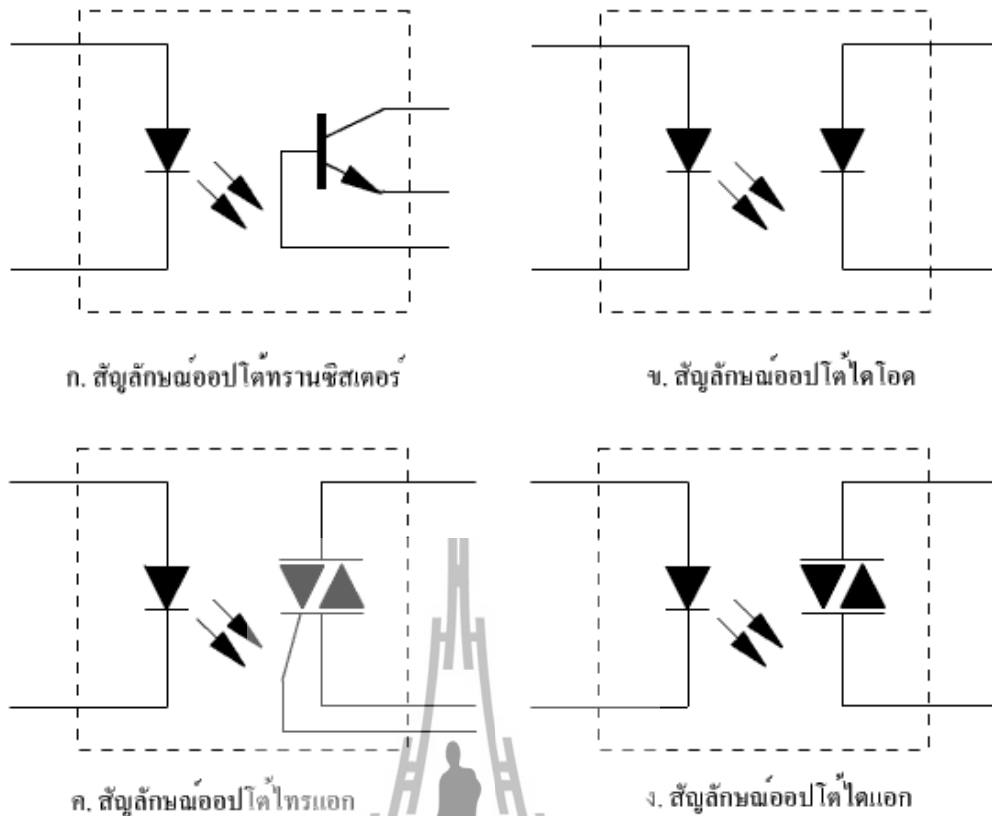 ก. สัญลักษณ์ออปโต้ทรานซิสเตอร์
ข. สัญลักษณ์ออปโต้ไดโอด
ค. สัญลักษณ์ออปโต้ไทรแอก
ง. สัญลักษณ์ออปโต้ไดแอก